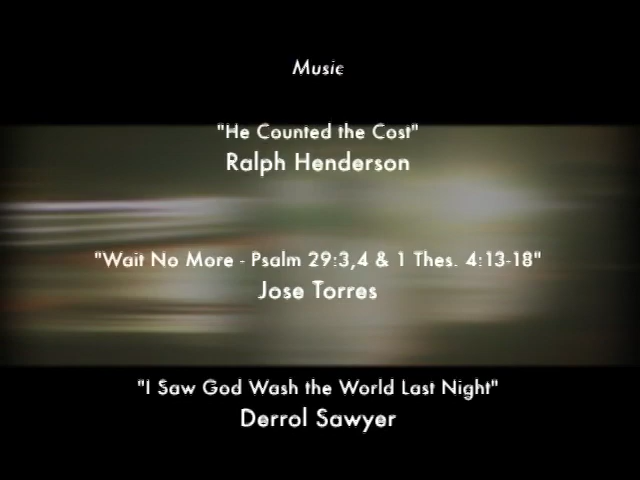 Music
"He Counted the Cost"
Ralph Henderson
"Wait No More - Psalm 29:3,4 & 1 Thes. 4:13-18"
Jose Torres
"I Saw God Wash the World Last Night"
Derrol Sawyer